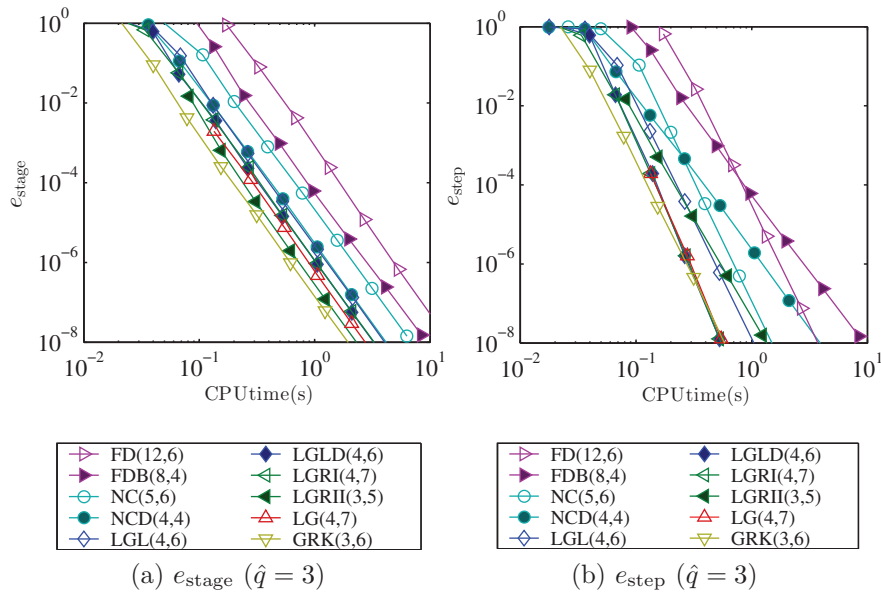 10^0
10^-2
10^-4
10^-6
10^-8
e_stage
10^-2
10^-1
10^0
10^1
CPUtime(s)
10^0
10^-2
10^-4
10^-6
10^-8
e_step
10^-2
10^-1
10^0
10^1
CPUtime(s)
FD(12,6)
FDB(8,4)
NC(5,6)
NCD(4,4)
LGL(4,6)
LGLD(4,6)
LGRI(4,7)
LGRII(3,5)
LG(4,7)
GRK(3,6)
FD(12,6)
FDB(8,4)
NC(5,6)
NCD(4,4)
LGL(4,6)
LGLD(4,6)
LGRI(4,7)
LGRII(3,5)
LG(4,7)
GRK(3,6)
(a) e_stage (q̂ = 3)
(b) e_step (q̂ = 3)